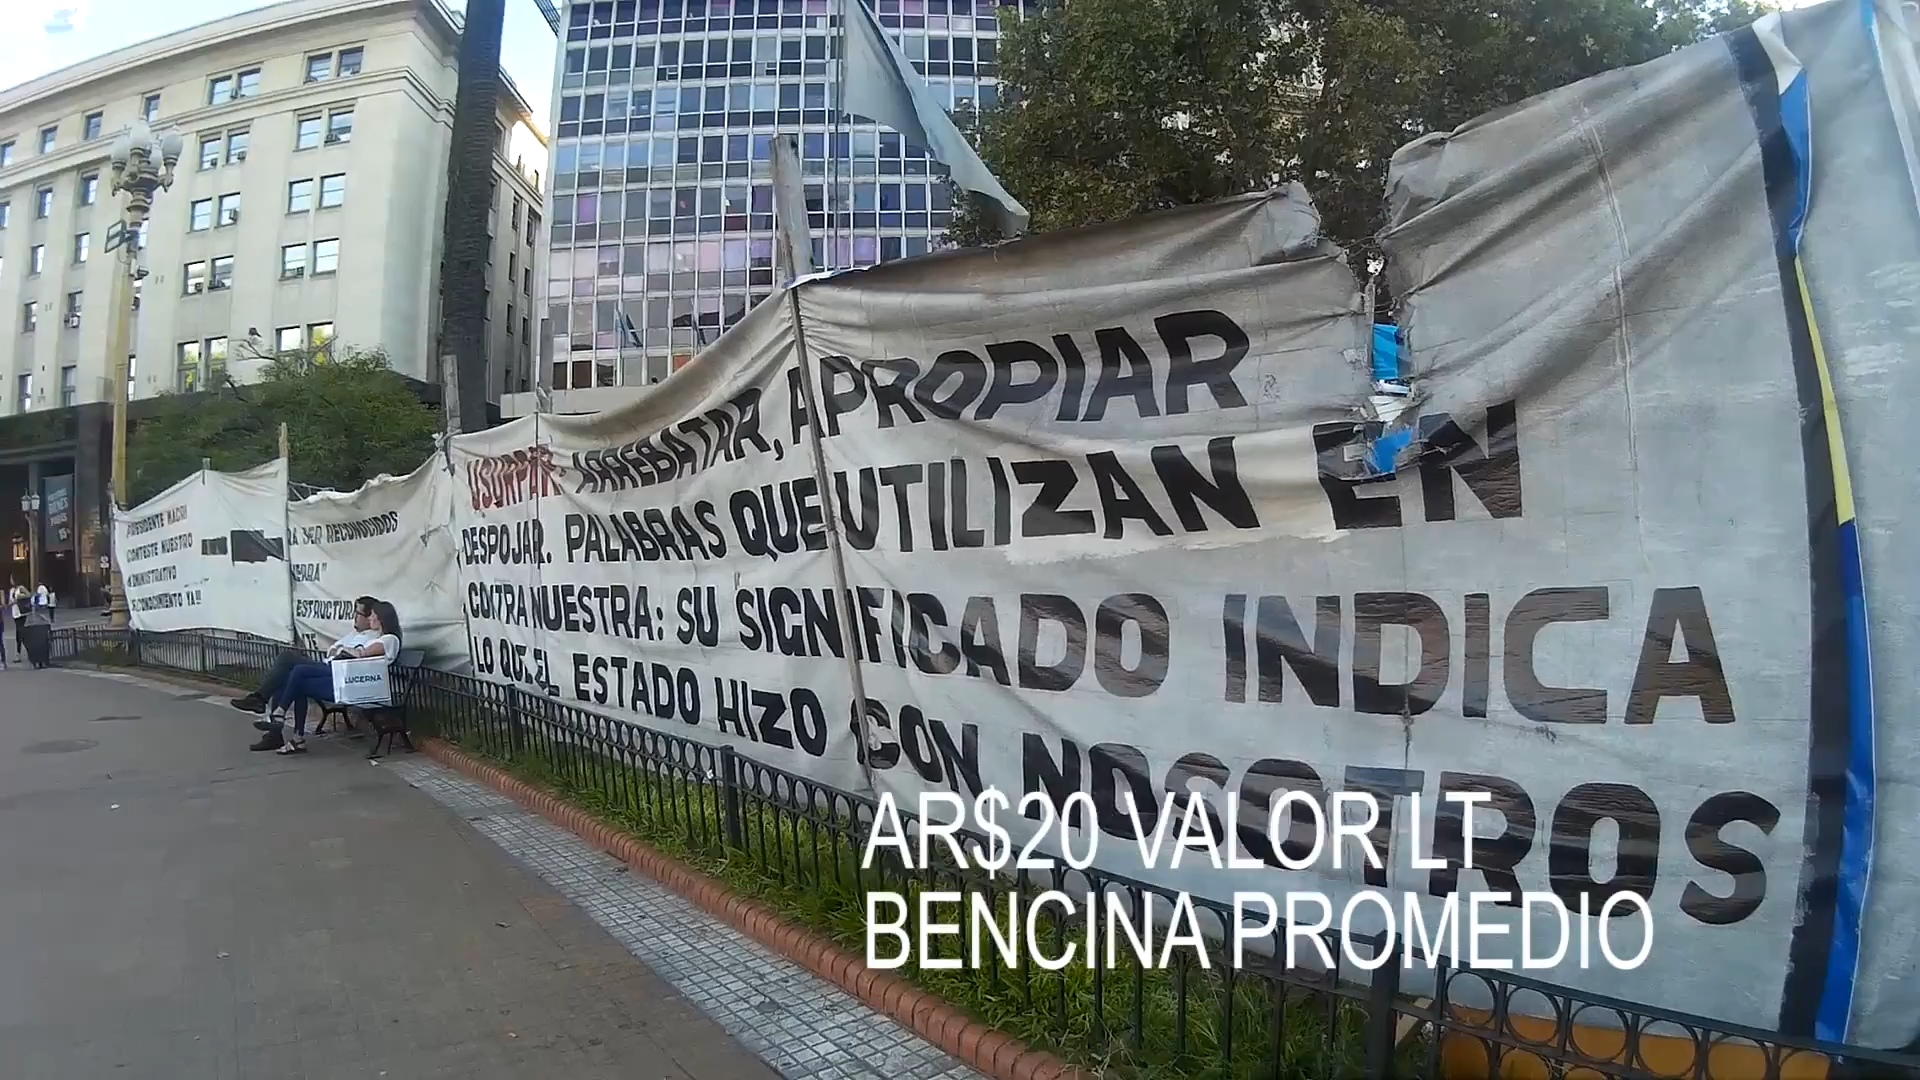 PRESIDENTE MACRI
CONTESTE NUESTRO
ADMINISTRATIVO
RECONOCIMIENTO YA!!!
RA SER RECONOCIDOS
ESTRUCTURA
LUCERNA
USURPAR, ARREBATAR, APROPIAR
DESPOJAR. PALABRAS QUE UTILIZAN EN
CONTRA NUESTRA: SU SIGNIFICADO INDICA
LO QUE EL ESTADO HIZO CON NOSOTROS
AR$20 VALOR LT
BENCINA PROMEDIO